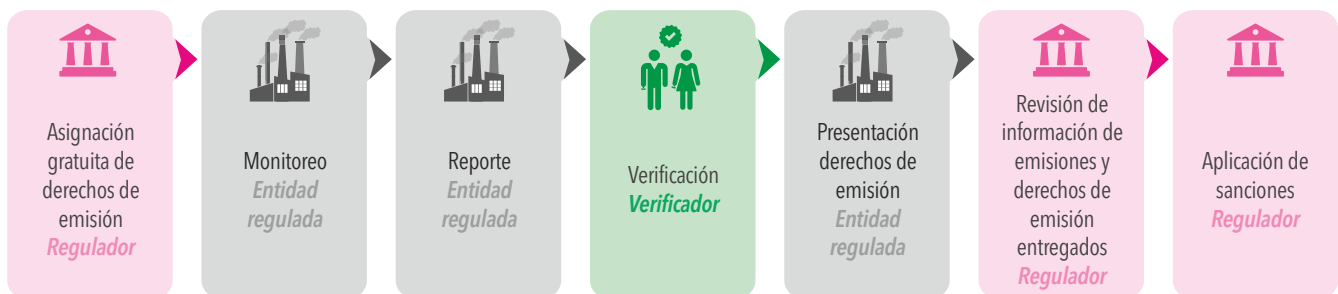 Asignación
gratuita de
derechos de
emisión
Regulador
Monitoreo
Entidad
regulada
Reporte
Entidad
regulada
Verificación
Verificador
Presentación
derechos de
emisión
Entidad
regulada
Revisión de
información de
emisiones y
derechos de
emisión
entregados
Regulador
Aplicación de
sanciones
Regulador